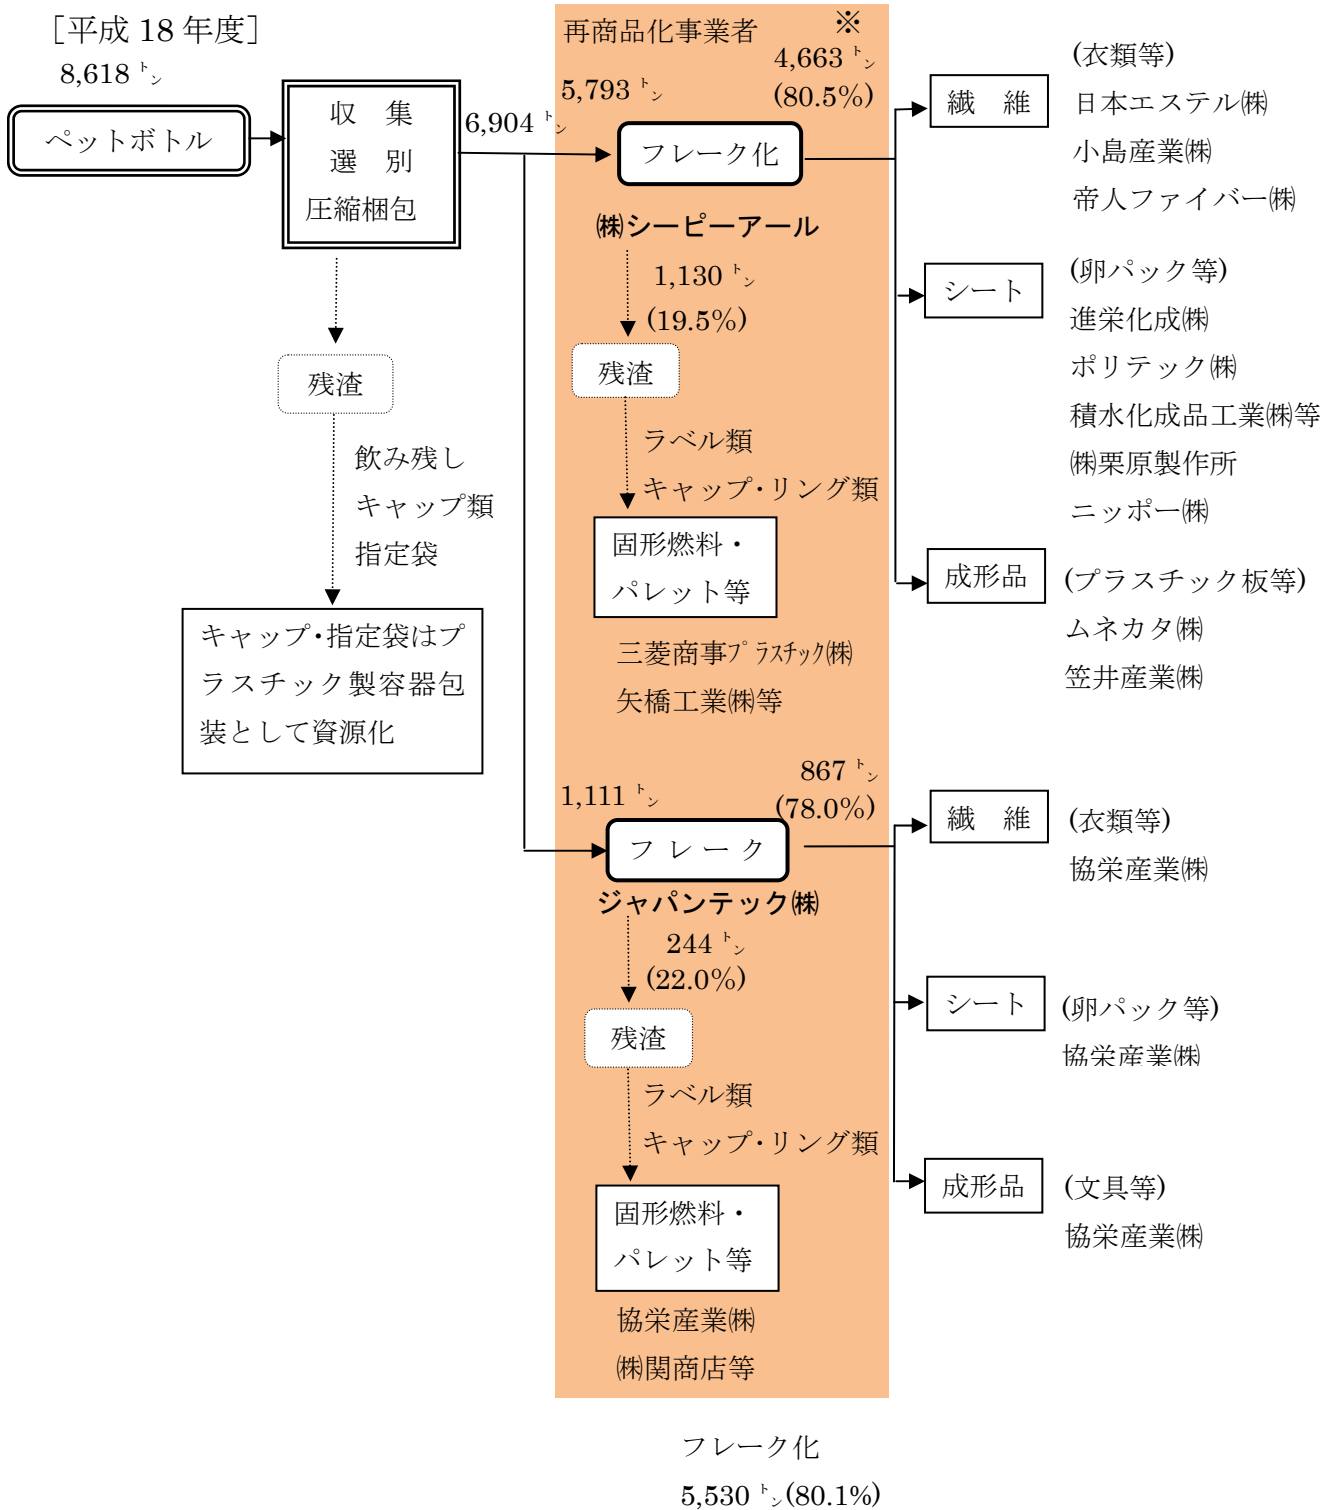 ［平成 18 年度］
8,618 ㌧
ペットボトル
収　集
選　別
圧縮梱包
6,904 ㌧
残渣
飲み残し
キャップ類
指定袋
キャップ・指定袋はプ
ラスチック製容器包
装として資源化
再商品化事業者
※
5,793 ㌧
4,663 ㌧
(80.5%)
フレーク化
㈱シーピーアール
1,130 ㌧
(19.5%)
残渣
ラベル類
キャップ・リング類
固形燃料・
パレット等
三菱商事プラスチック㈱
矢橋工業㈱等
繊　維
(衣類等)
日本エステル㈱
小島産業㈱
帝人ファイバー㈱
シート
(卵パック等)
進栄化成㈱
ポリテック㈱
積水化成品工業㈱等
㈱栗原製作所
ニッポー㈱
成形品
(プラスチック板等)
ムネカタ㈱
笠井産業㈱
1,111 ㌧
867 ㌧
(78.0%)
フ レ ー ク
ジャパンテック㈱
244 ㌧
(22.0%)
残渣
ラベル類
キャップ・リング類
固形燃料・
パレット等
協栄産業㈱
㈱関商店等
繊　維
(衣類等)
協栄産業㈱
シート
(卵パック等)
協栄産業㈱
成形品
(文具等)
協栄産業㈱
フレーク化
5,530 ㌧(80.1%)